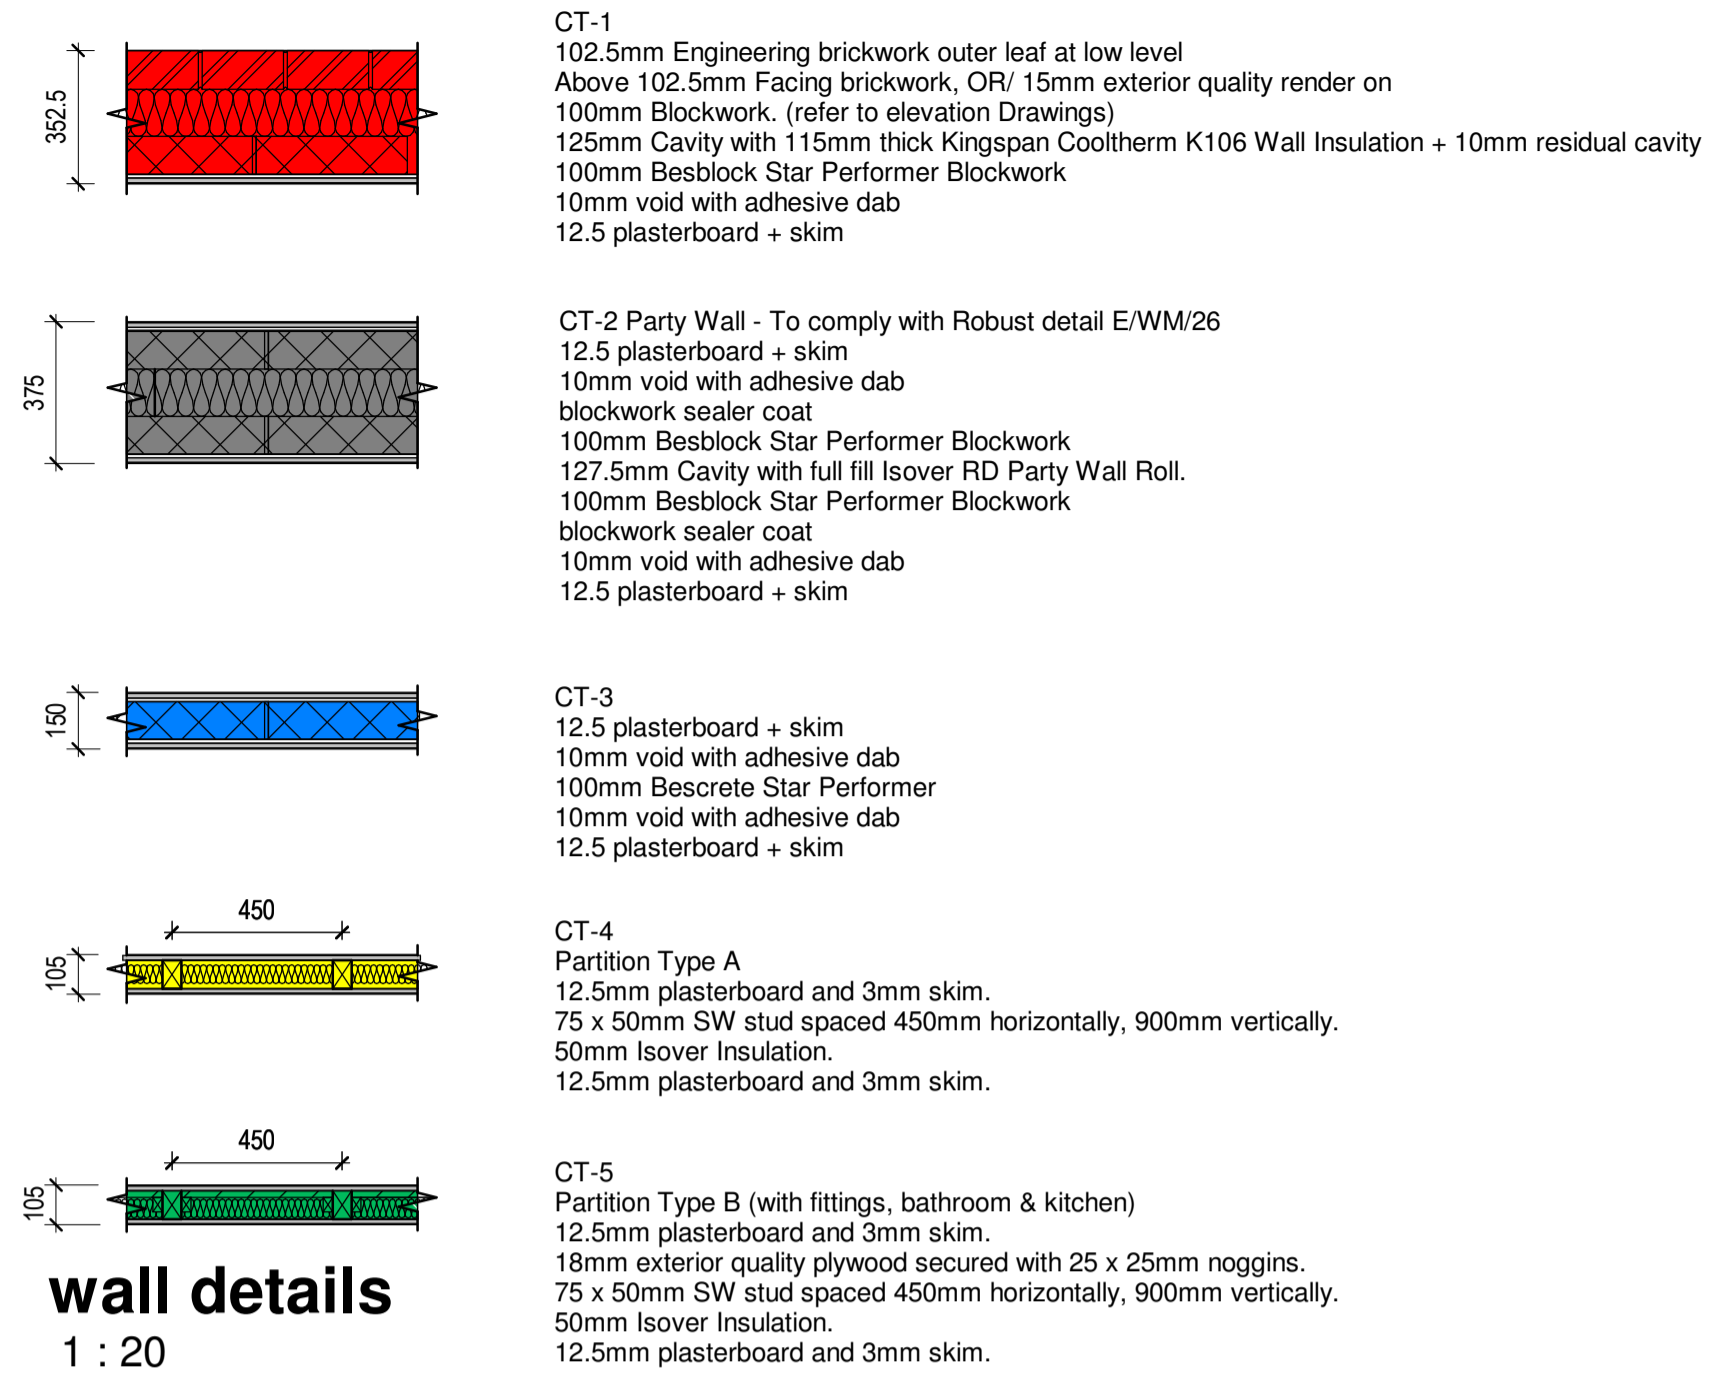 352.5
CT-1
102.5mm Engineering brickwork outer leaf at low level
Above 102.5mm Facing brickwork, OR/ 15mm exterior quality render on
100mm Blockwork. (refer to elevation Drawings)
125mm Cavity with 115mm thick Kingspan Cooltherm K106 Wall Insulation + 10mm residual cavity
100mm Besblock Star Performer Blockwork
10mm void with adhesive dab
12.5 plasterboard + skim
375
CT-2 Party Wall - To comply with Robust detail E/WM/26
12.5 plasterboard + skim
10mm void with adhesive dab
blockwork sealer coat
100mm Besblock Star Performer Blockwork
127.5mm Cavity with full fill Isover RD Party Wall Roll.
100mm Besblock Star Performer Blockwork
blockwork sealer coat
10mm void with adhesive dab
12.5 plasterboard + skim
150
CT-3
12.5 plasterboard + skim
10mm void with adhesive dab
100mm Bescrete Star Performer
10mm void with adhesive dab
12.5 plasterboard + skim
450
105
CT-4
Partition Type A
12.5mm plasterboard and 3mm skim.
75 x 50mm SW stud spaced 450mm horizontally, 900mm vertically.
50mm Isover Insulation.
12.5mm plasterboard and 3mm skim.
450
105
CT-5
Partition Type B (with fittings, bathroom & kitchen)
12.5mm plasterboard and 3mm skim.
18mm exterior quality plywood secured with 25 x 25mm noggins.
75 x 50mm SW stud spaced 450mm horizontally, 900mm vertically.
50mm Isover Insulation.
12.5mm plasterboard and 3mm skim.
wall details
1 : 20